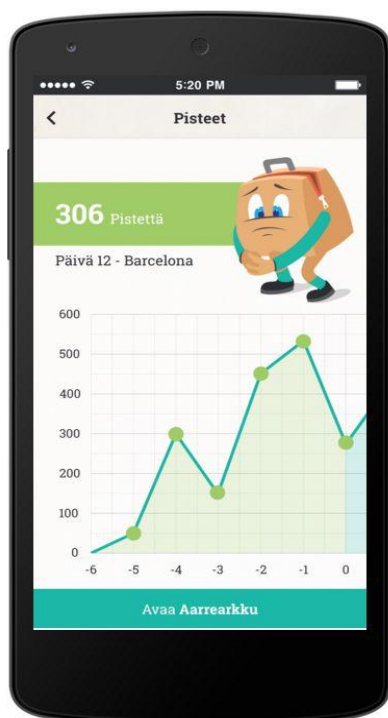 5:20 PM
Pisteet
306 Pistettä
Päivä 12 - Barcelona
600
500
400
300
200
100
0
-6 -5 -4 -3 -2 -1 0
Avaa Aarrearkku